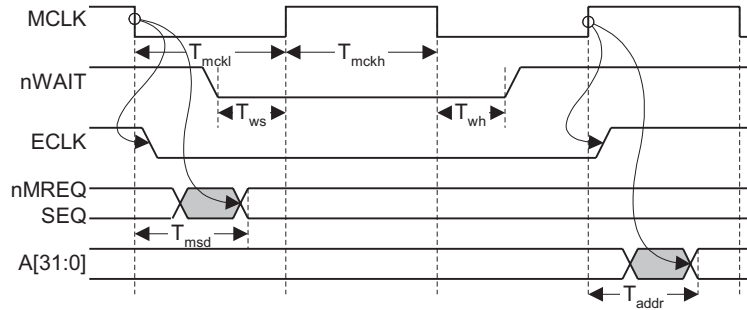 MCLK
T_mckl T_mckh
nWAIT
T_ws T_wh
ECLK
nMREQ
SEQ
T_msd
A[31:0]
T_addr